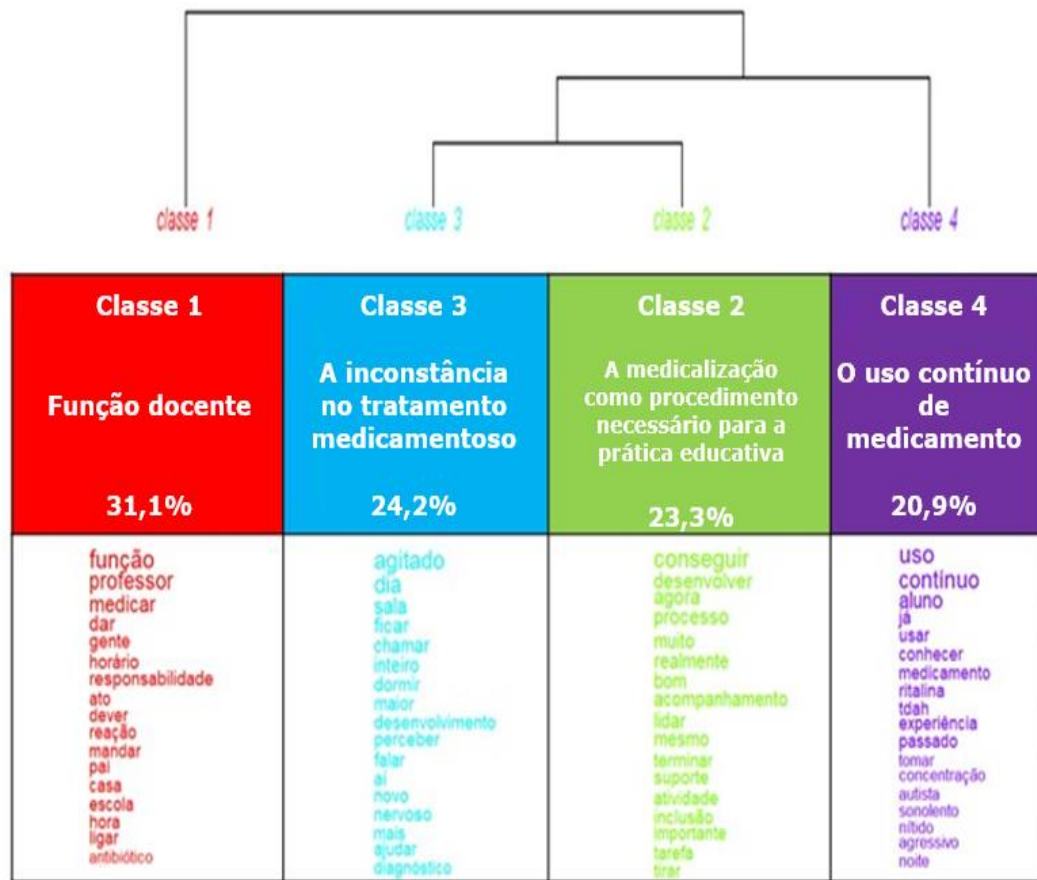 classe 1
classe 3
classe 2
classe 4
Classe 1
Função docente
31,1%
Classe 3
A inconstância
no tratamento
medicamentoso
24,2%
Classe 2
A medicalização
como procedimento
necessário para a
prática educativa
23,3%
Classe 4
O uso contínuo
de
medicamento
20,9%
função
professor
medicar
dar
gente
horário
responsabilidade
ato
dever
reação
mandar
pai
casa
escola
hora
ligar
antibiótico
agitado
dia
sala
ficar
chamar
inteiro
dormir
maior
desenvolvimento
perceber
falar
aí
novo
nervoso
mais
ajudar
diagnóstico
conseguir
desenvolver
agora
processo
muito
realmente
bom
acompanhamento
lidar
mesmo
terminar
suporte
atividade
inclusão
importante
tarefa
tirar
uso
contínuo
aluno
já
usar
conhecer
medicamento
ritalina
tdah
experiência
passado
tomar
concentração
autista
sonolento
nítido
agressivo
noite